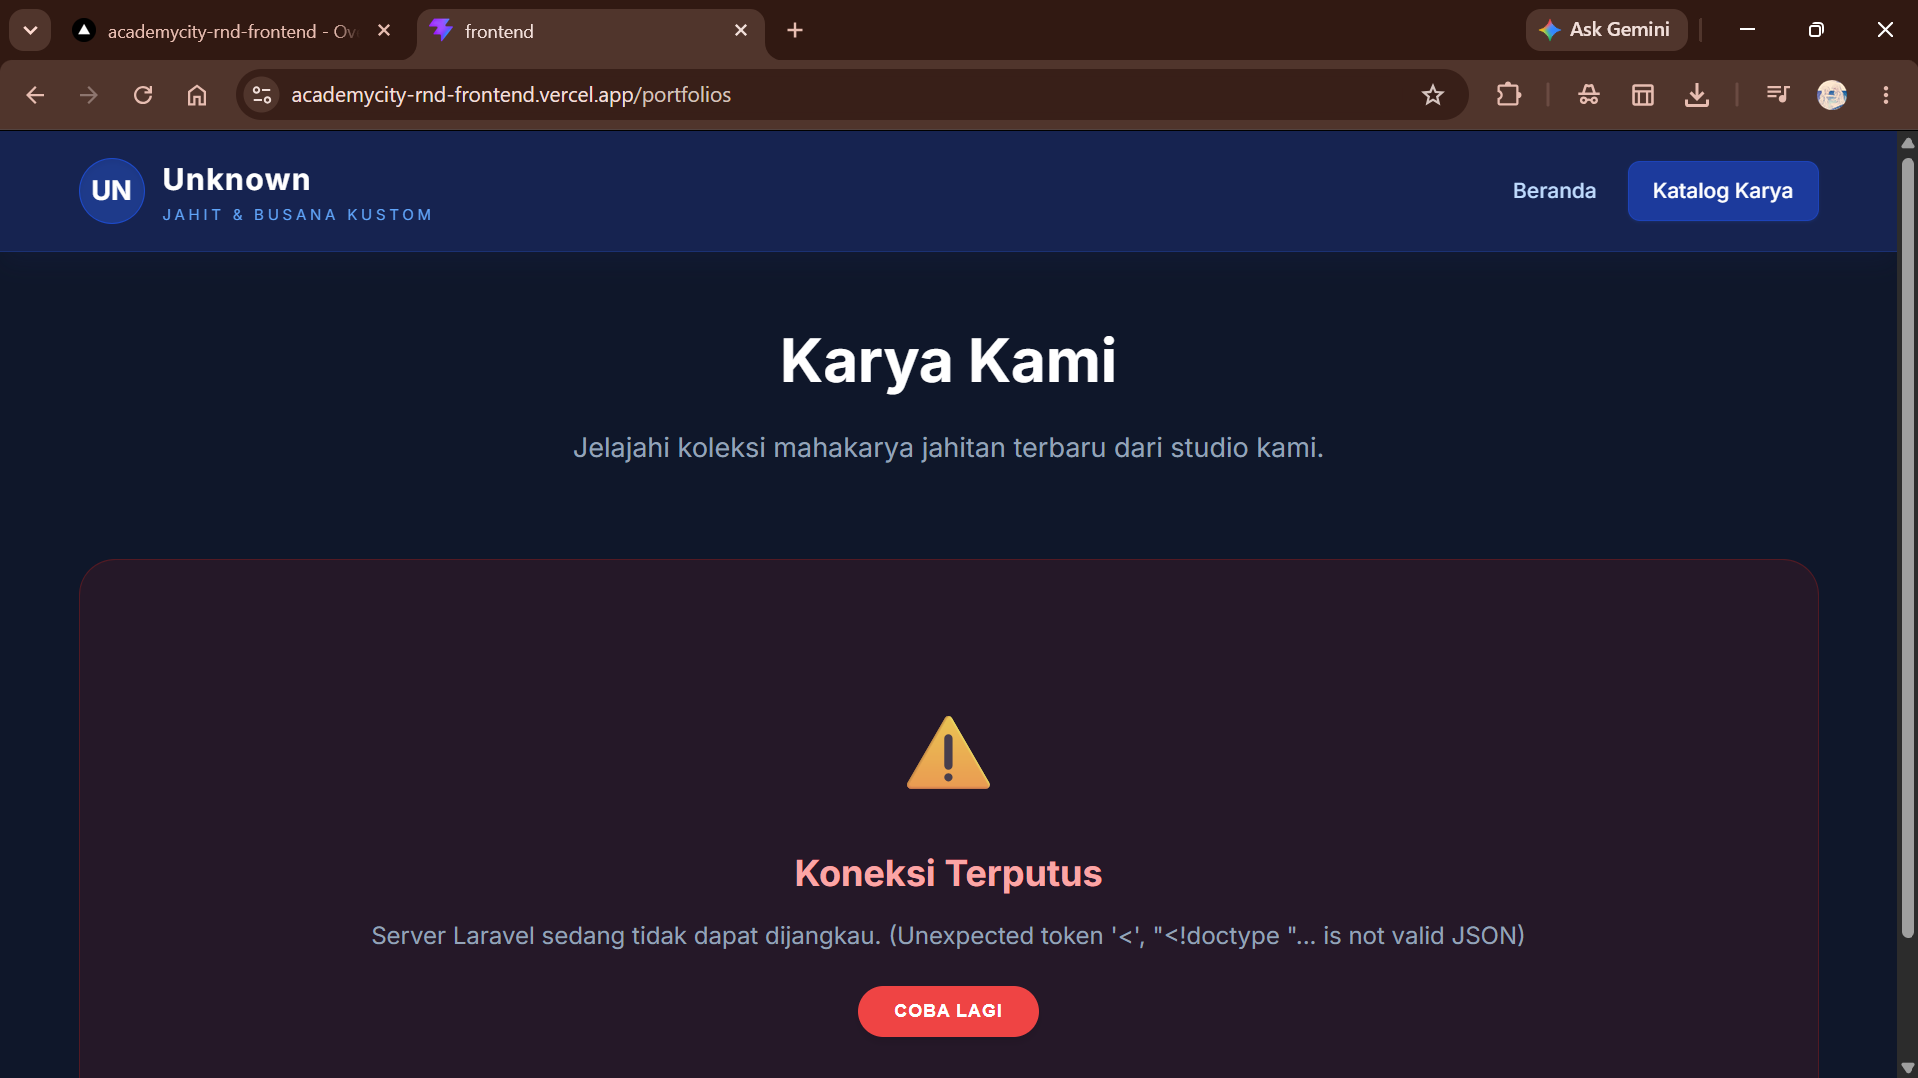 academycity-rnd-frontend - Ov
frontend
Ask Gemini
academycity-rnd-frontend.vercel.app/portfolios
UN
Unknown
JAHIT & BUSANA KUSTOM
Beranda
Katalog Karya
Karya Kami
Jelajahi koleksi mahakarya jahitan terbaru dari studio kami.
Koneksi Terputus
Server Laravel sedang tidak dapat dijangkau. (Unexpected token '<', "<!doctype "... is not valid JSON)
COBA LAGI